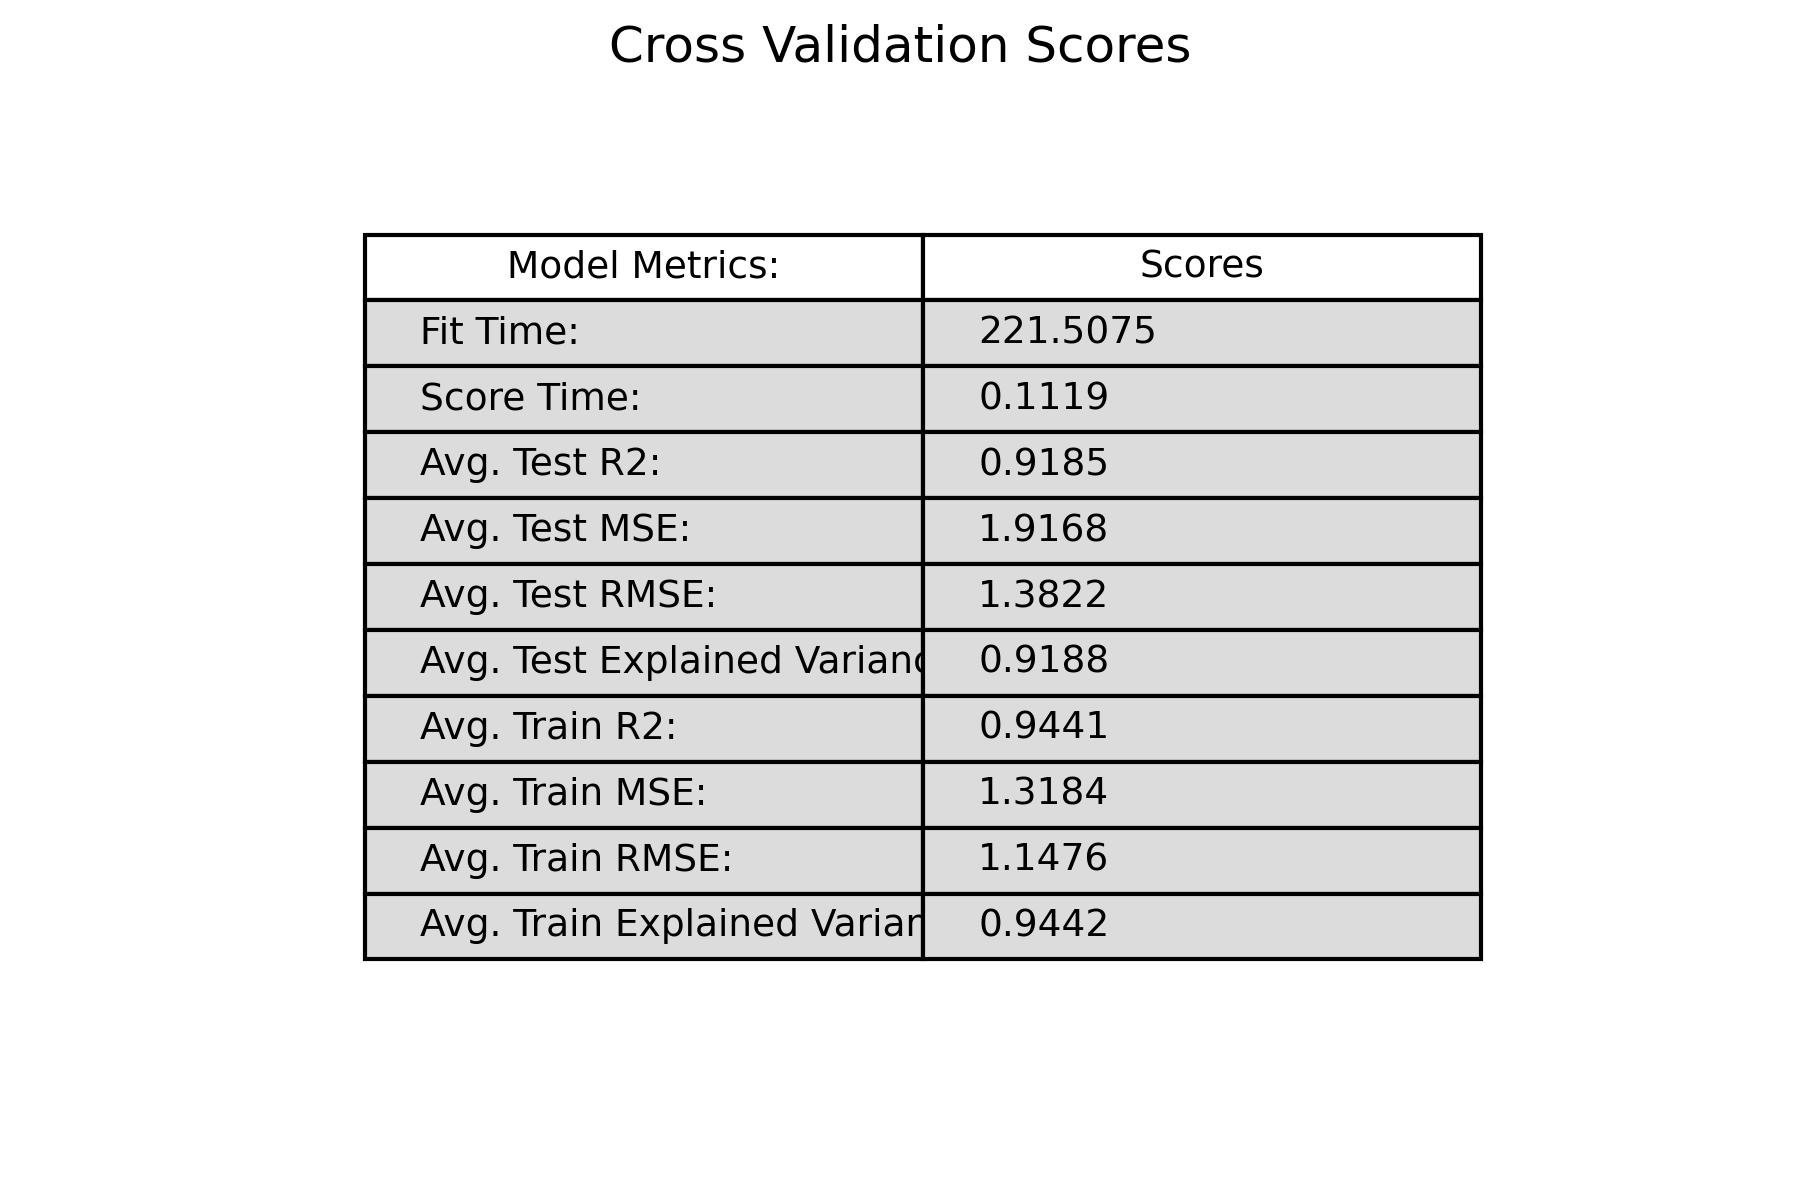 Cross Validation Scores
Model Metrics: Scores
Fit Time: 221.5075
Score Time: 0.1119
Avg. Test R2: 0.9185
Avg. Test MSE: 1.9168
Avg. Test RMSE: 1.3822
Avg. Test Explained Varianc 0.9188
Avg. Train R2: 0.9441
Avg. Train MSE: 1.3184
Avg. Train RMSE: 1.1476
Avg. Train Explained Varian 0.9442